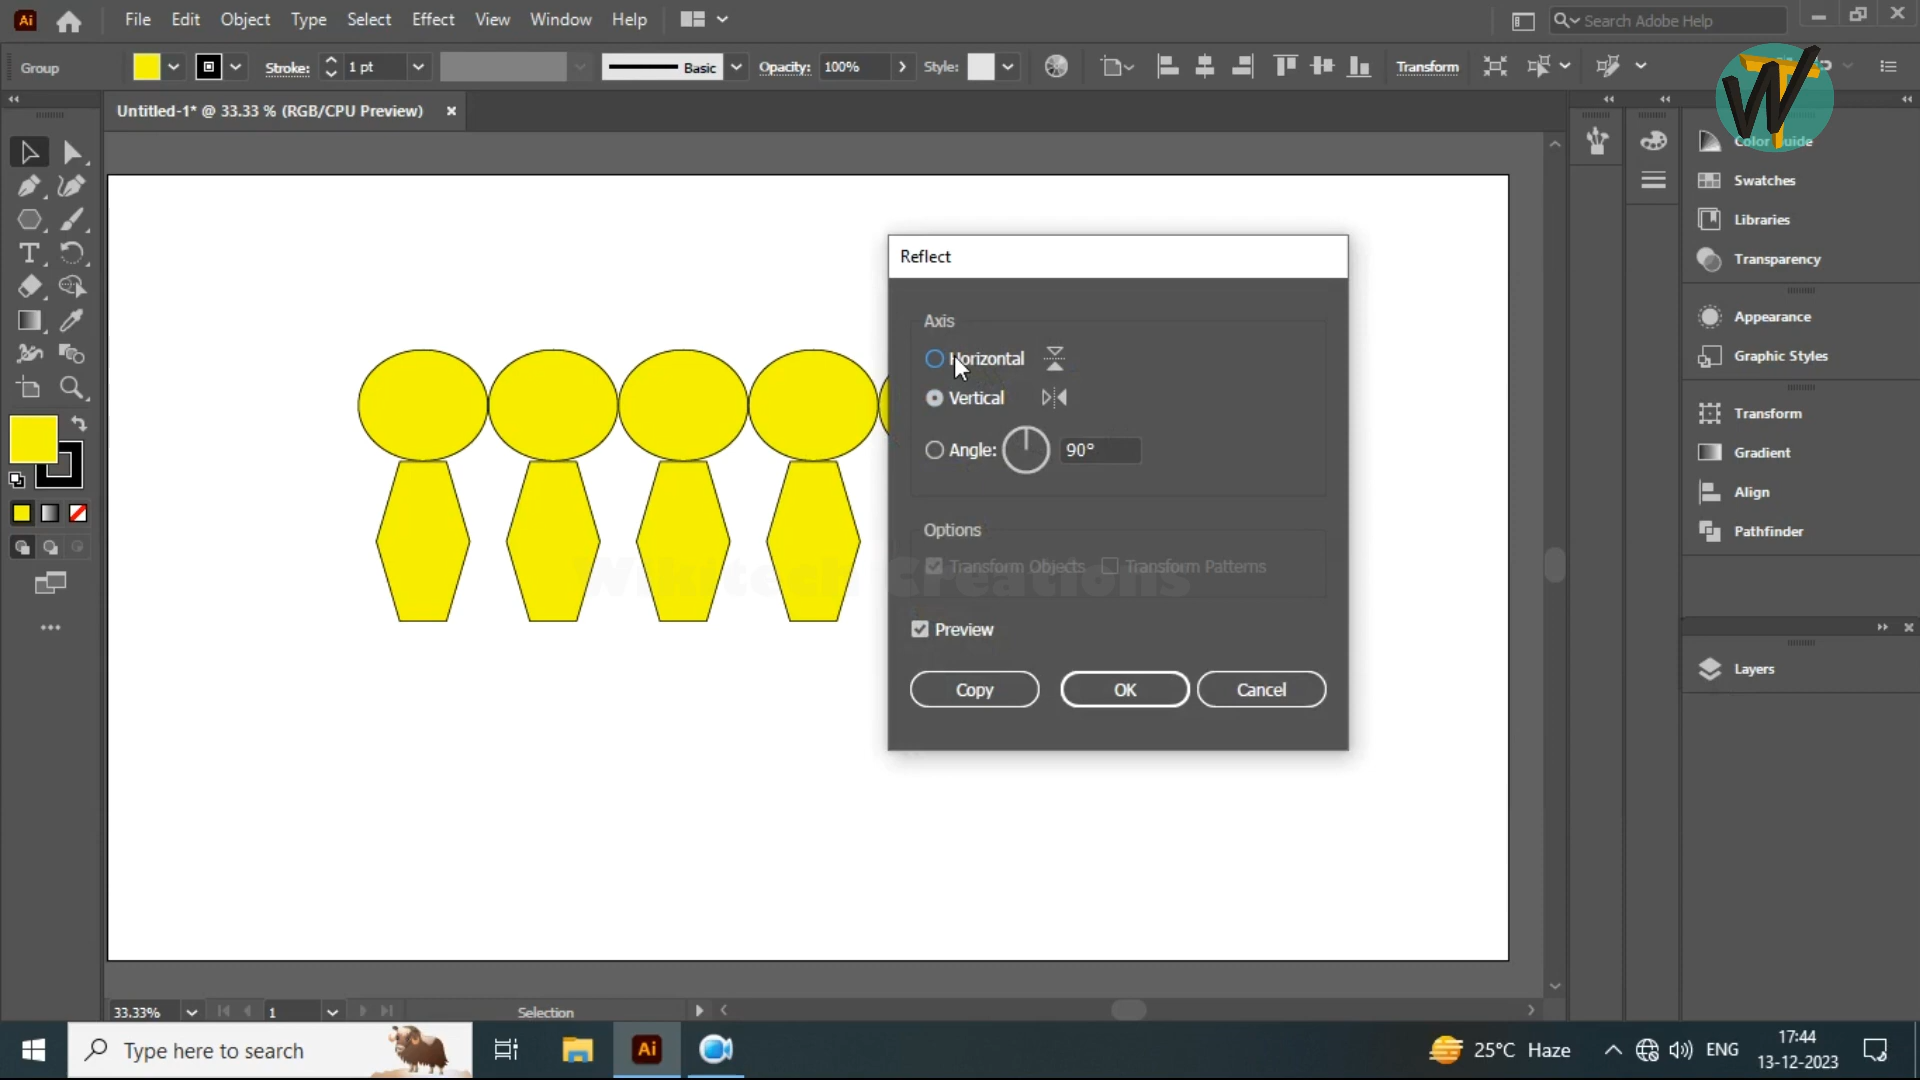 Ai File Edit Object Type Select Effect View Window Help Search Adobe Help
Group Stroke: 1 pt Basic Opacity: 100% Style: Transform
Untitled-1* @ 33.33 % (RGB/CPU Preview)
Color Guide
Swatches
Libraries
Transparency
Appearance
Graphic Styles
Transform
Gradient
Align
Pathfinder
Layers
Reflect
Axis
Horizontal
Vertical
Angle: 90°
Options
Transform Objects Transform Patterns
Preview
Copy OK Cancel
Wikitech Creations
33.33% 1 Selection
Type here to search Ai 25°C Haze ENG 17:44
13-12-2023